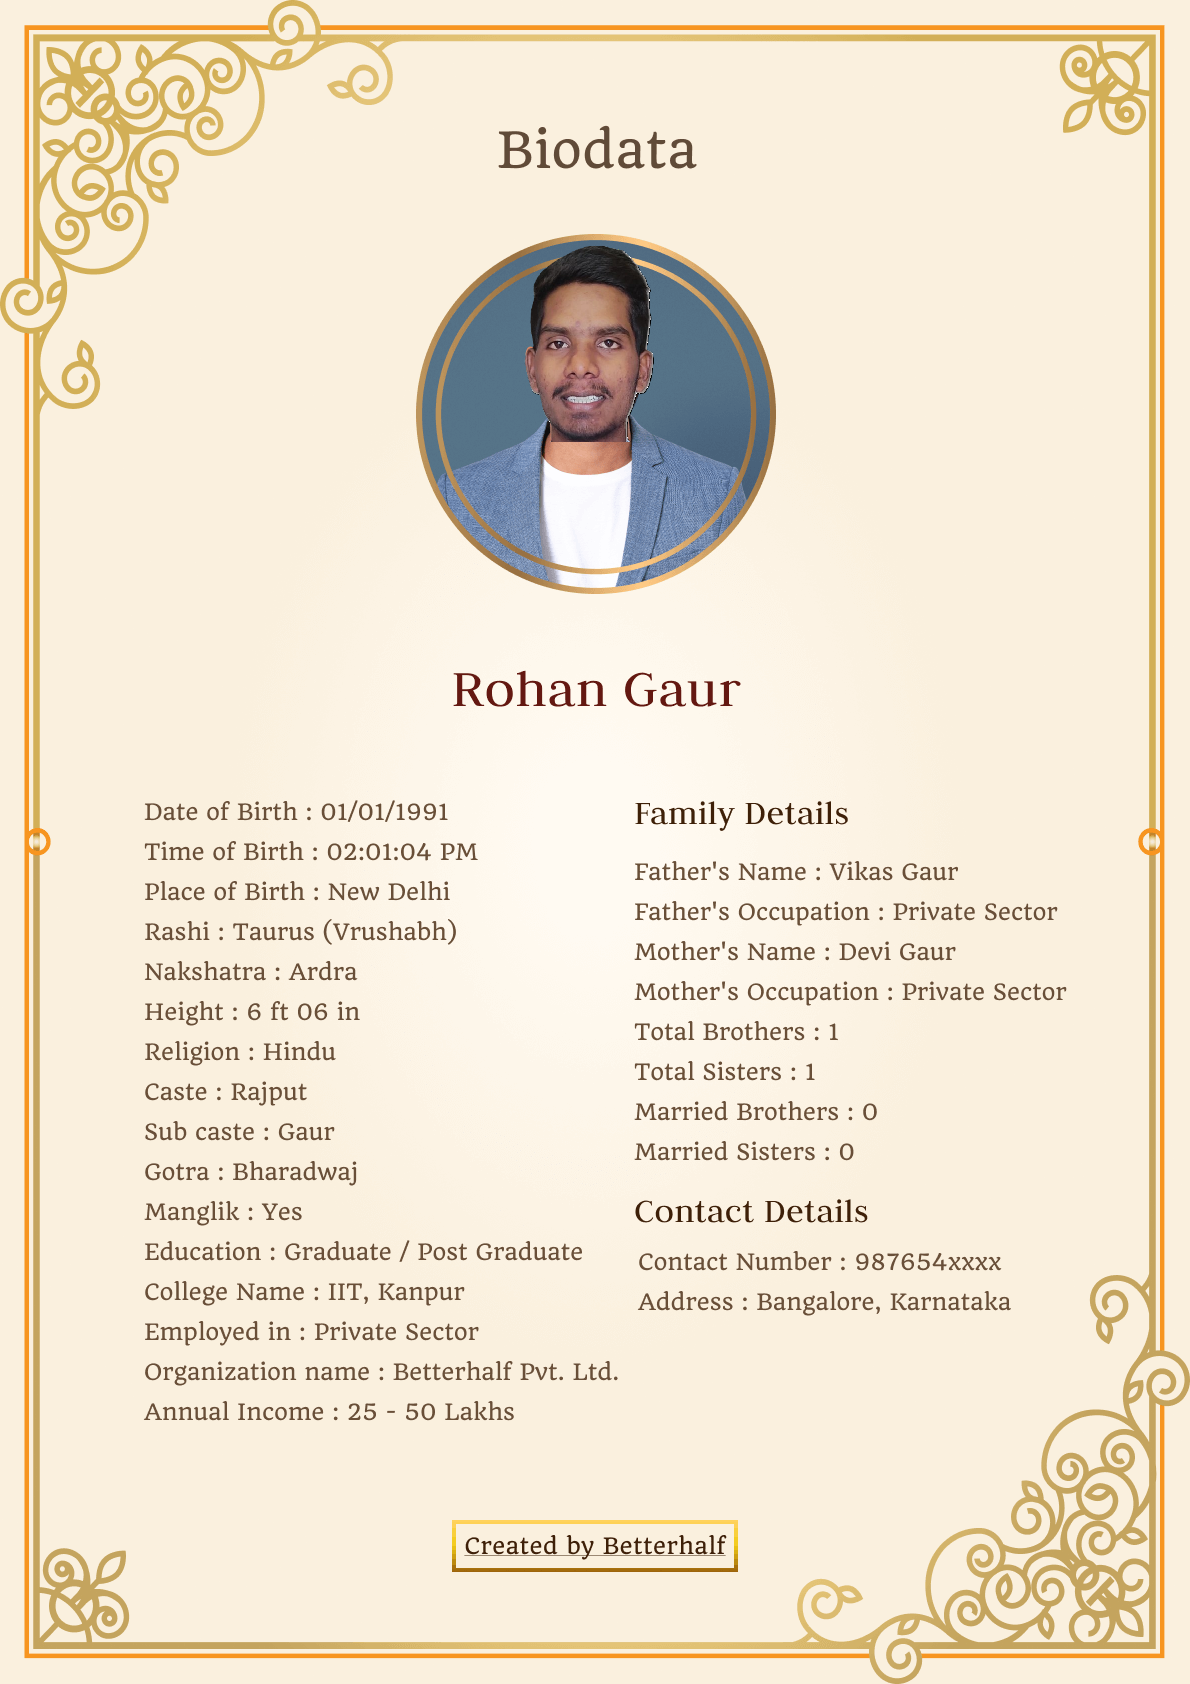 Biodata
Rohan Gaur
Date of Birth : 01/01/1991
Time of Birth : 02:01:04 PM
Place of Birth : New Delhi
Rashi : Taurus (Vrushabh)
Nakshatra : Ardra
Height : 6 ft 06 in
Religion : Hindu
Caste : Rajput
Sub caste : Gaur
Gotra : Bharadwaj
Manglik : Yes
Education : Graduate / Post Graduate
College Name : IIT, Kanpur
Employed in : Private Sector
Organization name : Betterhalf Pvt. Ltd.
Annual Income : 25 - 50 Lakhs
Family Details
Father's Name : Vikas Gaur
Father's Occupation : Private Sector
Mother's Name : Devi Gaur
Mother's Occupation : Private Sector
Total Brothers : 1
Total Sisters : 1
Married Brothers : 0
Married Sisters : 0
Contact Details
Contact Number : 987654xxxx
Address : Bangalore, Karnataka
Created by Betterhalf